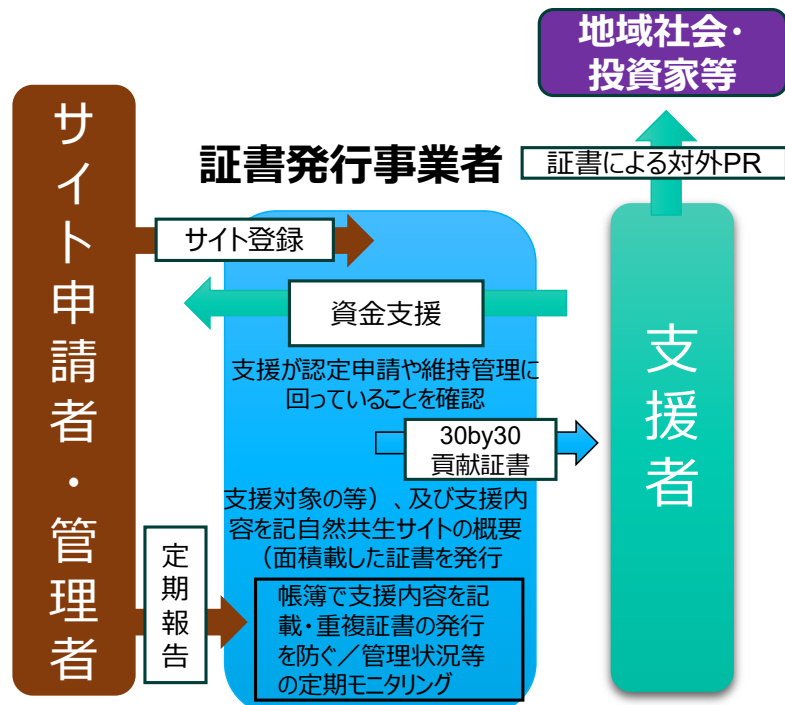 地域社会・
投資家等
証書発行事業者
証書による対外PR
サイト申請者・管理者
サイト登録
資金支援
支援が認定申請や維持管理に
回っていることを確認
30by30
貢献証書
支援者
支援対象の等）、及び支援内
容を記自然共生サイトの概要
（面積載した証書を発行
定期報告
帳簿で支援内容を記
載・重複証書の発行
を防ぐ／管理状況等
の定期モニタリング